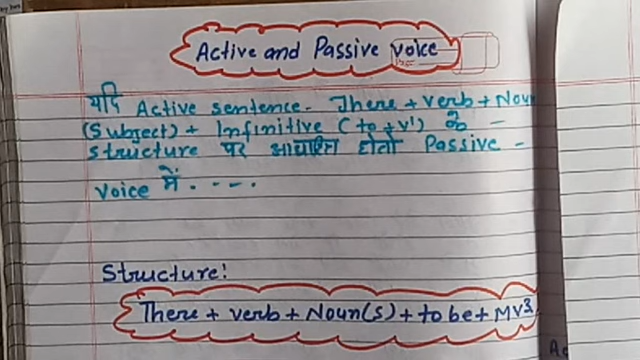 Active and Passive voice
यदि Active sentence - There + verb + Noun
(Subject) + Infinitive (to + v¹) के -
structure पर आधारित हो तो Passive -
voice में . - - .
Structure:
There + verb + Noun(s) + to be + MV3